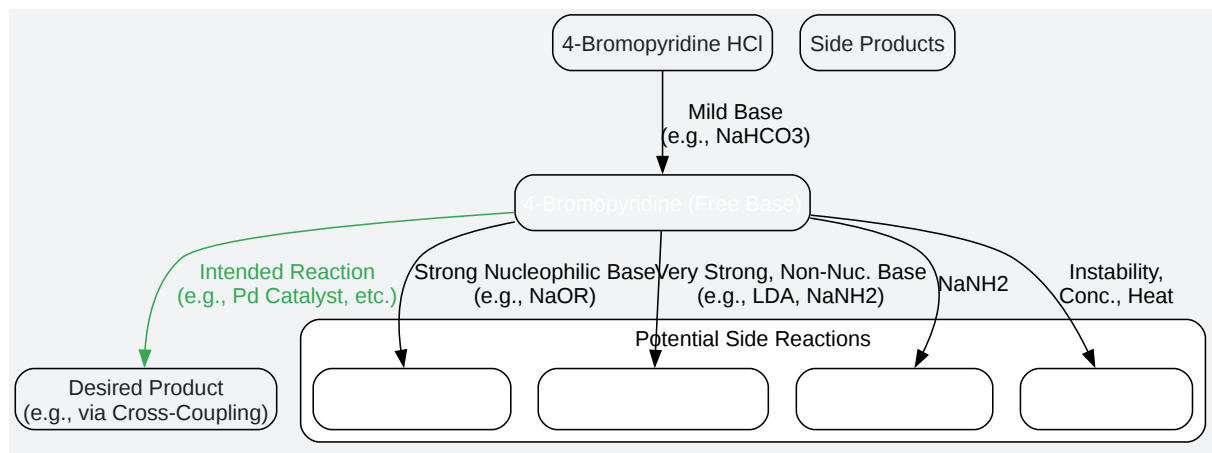 4-Bromopyridine HCl
Side Products
Mild Base
(e.g., NaHCO3)
4-Bromopyridine (Free Base)
Intended Reaction
(e.g., Pd Catalyst, etc.)
Strong Nucleophilic Base
(e.g., NaOR)
Very Strong, Non-Nuc. Base
(e.g., LDA, NaNH2)
NaNH2
Instability,
Conc., Heat
Potential Side Reactions
Desired Product
(e.g., via Cross-Coupling)